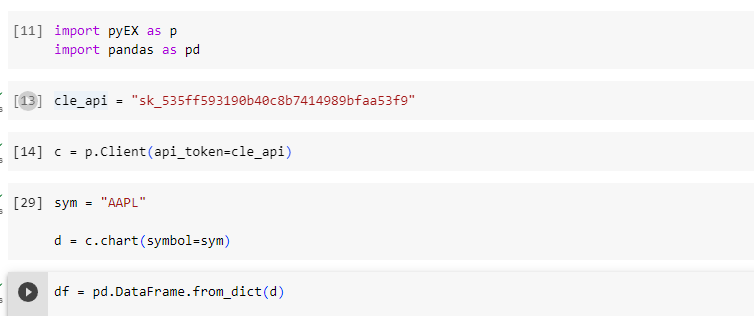 [11] import pyEX as p
import pandas as pd
[13] cle_api = "sk_535ff593190b40c8b7414989bfaa53f9"
[14] c = p.Client(api_token=cle_api)
[29] sym = "AAPL"
d = c.chart(symbol=sym)
df = pd.DataFrame.from_dict(d)